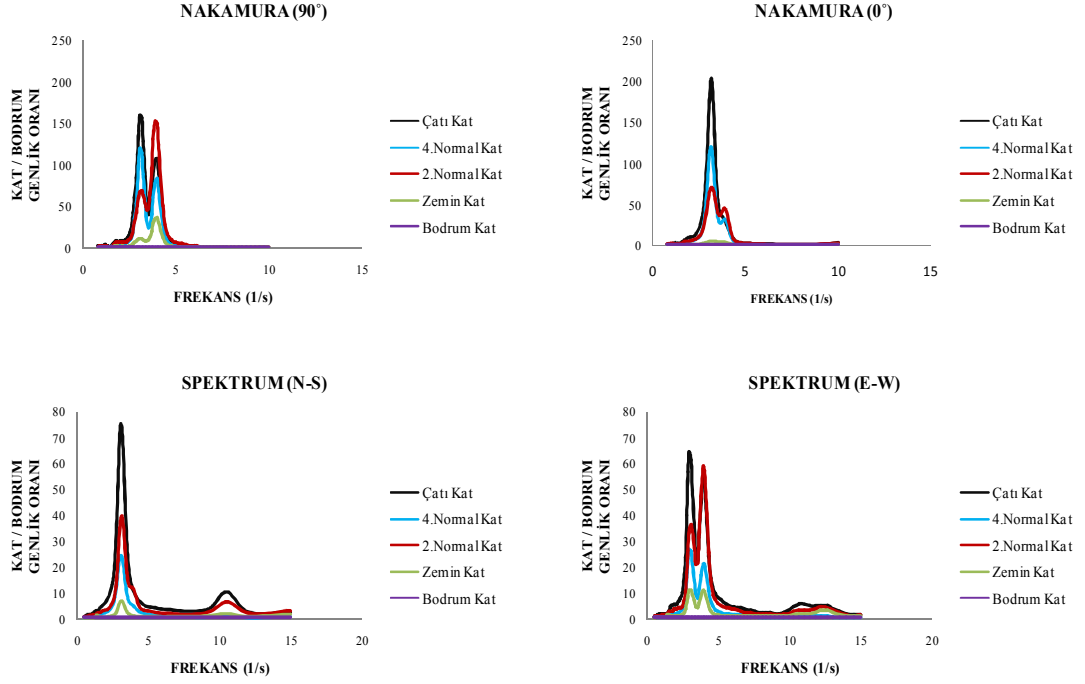 NAKAMURA (90˚)
250
200
150
100
50
0
0
5
10
15
KAT / BODRUM
GENLİK ORANI
FREKANS (1/s)
Çatı Kat
4.Normal Kat
2.Normal Kat
Zemin Kat
Bodrum Kat
NAKAMURA (0˚)
250
200
150
100
50
0
0
5
10
15
KAT / BODRUM
GENLİK ORANI
FREKANS (1/s)
Çatı Kat
4.Normal Kat
2.Normal Kat
Zemin Kat
Bodrum Kat
SPEKTRUM (N-S)
80
70
60
50
40
30
20
10
0
0
5
10
15
20
KAT / BODRUM
GENLİK ORANI
FREKANS (1/s)
Çatı Kat
4.Normal Kat
2.Normal Kat
Zemin Kat
Bodrum Kat
SPEKTRUM (E-W)
80
70
60
50
40
30
20
10
0
0
5
10
15
20
KAT / BODRUM
GENLİK ORANI
FREKANS (1/s)
Çatı Kat
4.Normal Kat
2.Normal Kat
Zemin Kat
Bodrum Kat